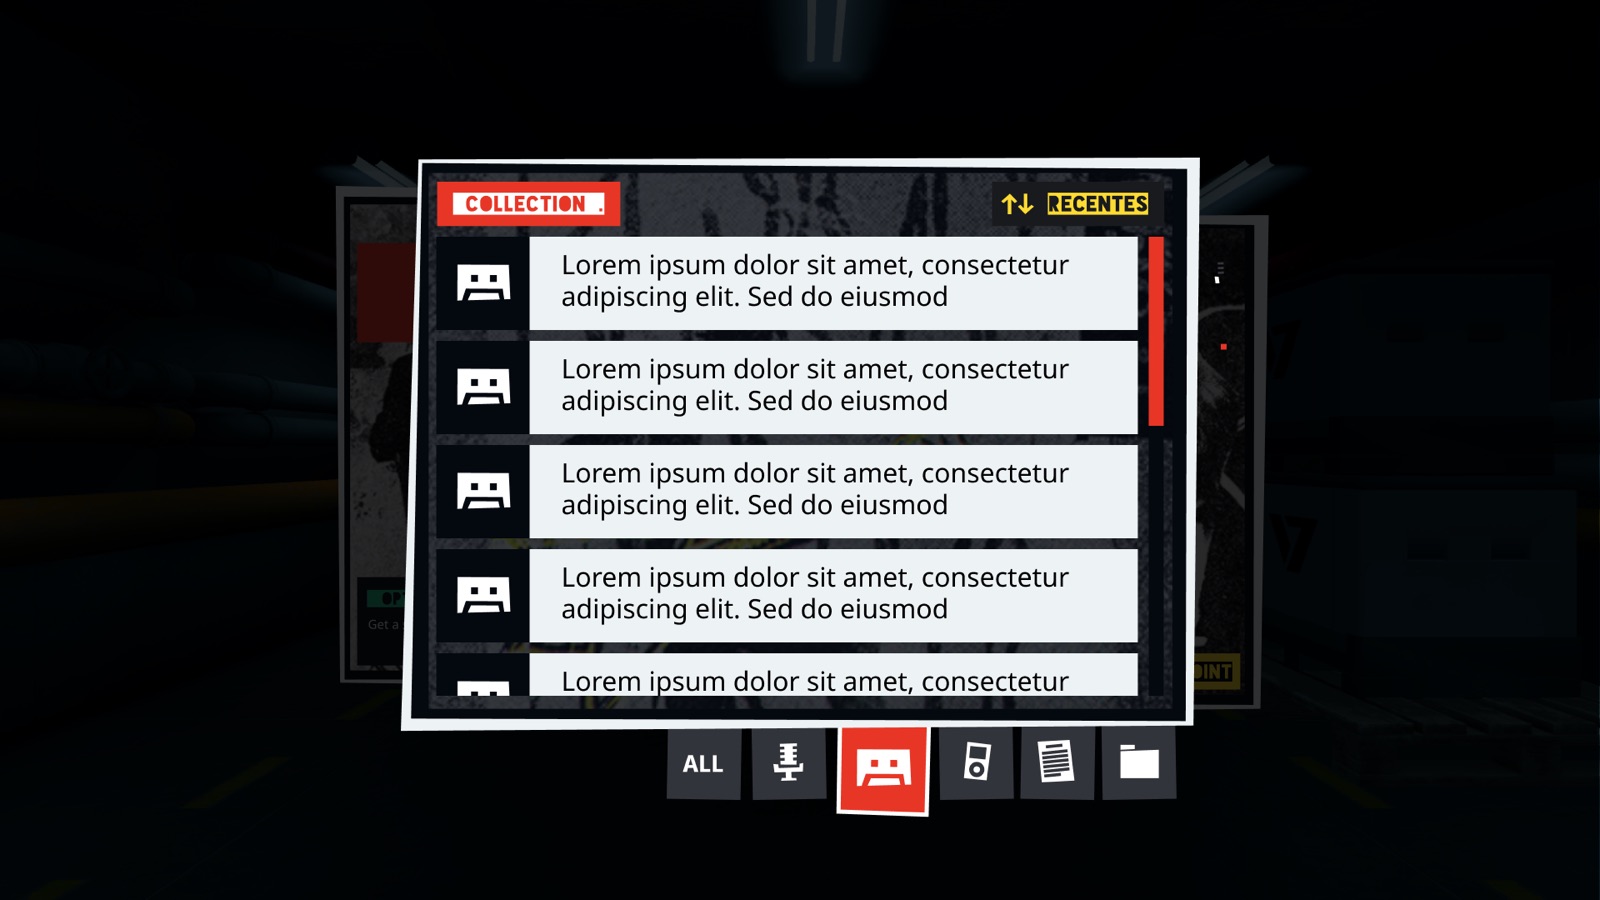 COLLECTION .
RECENTES
Lorem ipsum dolor sit amet, consectetur
adipiscing elit. Sed do eiusmod
Lorem ipsum dolor sit amet, consectetur
adipiscing elit. Sed do eiusmod
Lorem ipsum dolor sit amet, consectetur
adipiscing elit. Sed do eiusmod
Lorem ipsum dolor sit amet, consectetur
adipiscing elit. Sed do eiusmod
Lorem ipsum dolor sit amet, consectetur
Get a
ALL